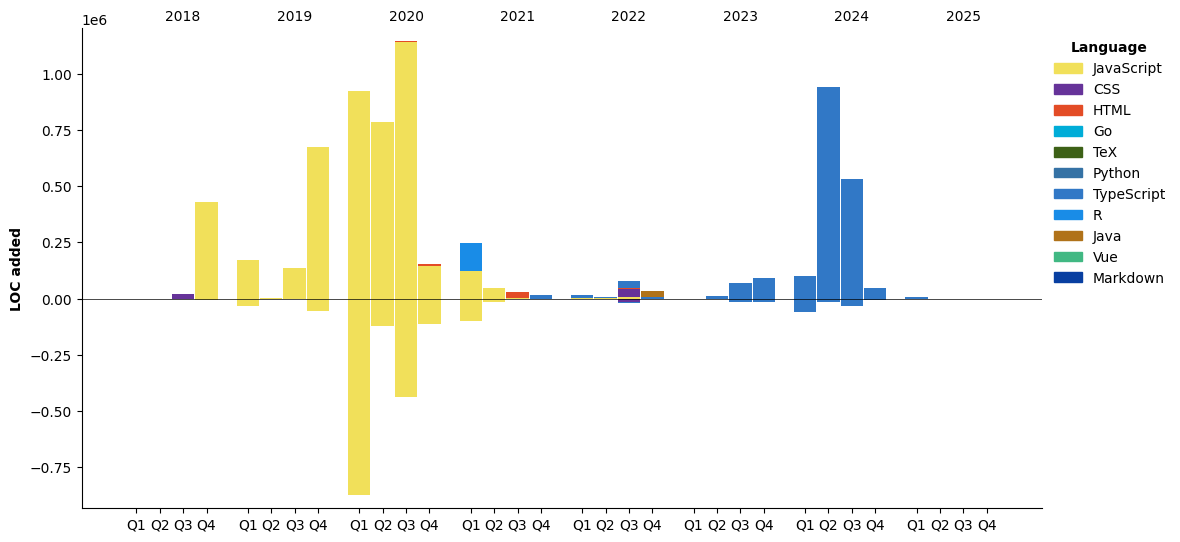 1e6
2018 2019 2020 2021 2022 2023 2024 2025
LOC added
1.00
0.75
0.50
0.25
0.00
−0.25
−0.50
−0.75
Q1 Q2 Q3 Q4 Q1 Q2 Q3 Q4 Q1 Q2 Q3 Q4 Q1 Q2 Q3 Q4 Q1 Q2 Q3 Q4 Q1 Q2 Q3 Q4 Q1 Q2 Q3 Q4 Q1 Q2 Q3 Q4
Language
JavaScript
CSS
HTML
Go
TeX
Python
TypeScript
R
Java
Vue
Markdown